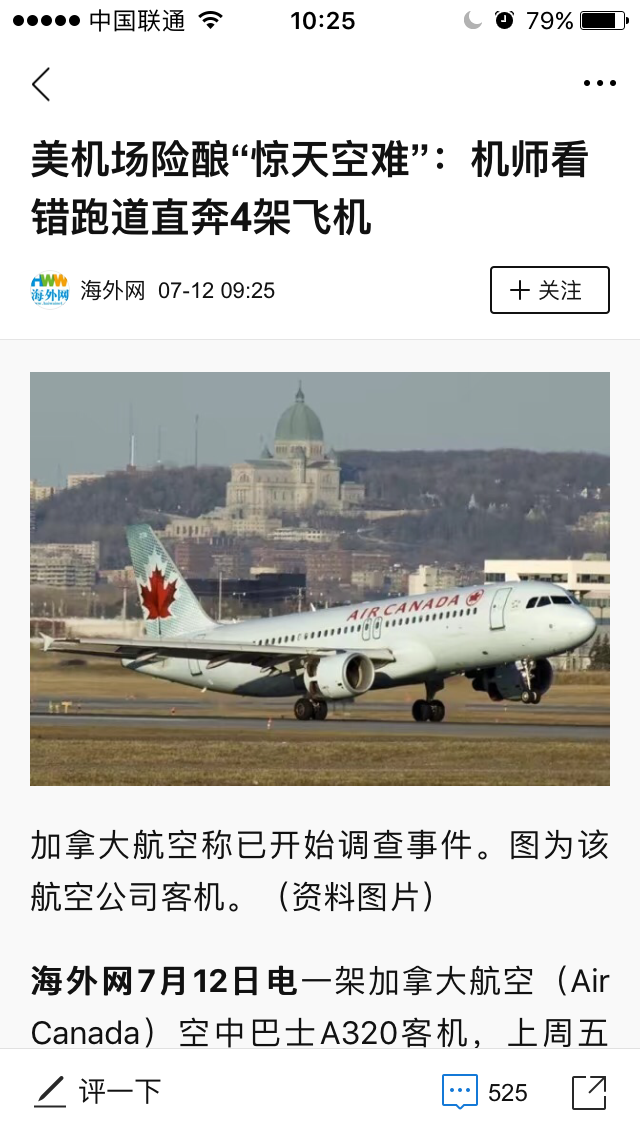 中国联通 10:25 79%
美机场险酿“惊天空难”：机师看
错跑道直奔4架飞机
海外网
海外网 07-12 09:25
+ 关注
AIR CANADA
加拿大航空称已开始调查事件。图为该
航空公司客机。（资料图片）
海外网7月12日电一架加拿大航空（Air
Canada）空中巴士A320客机，上周五
评一下 525